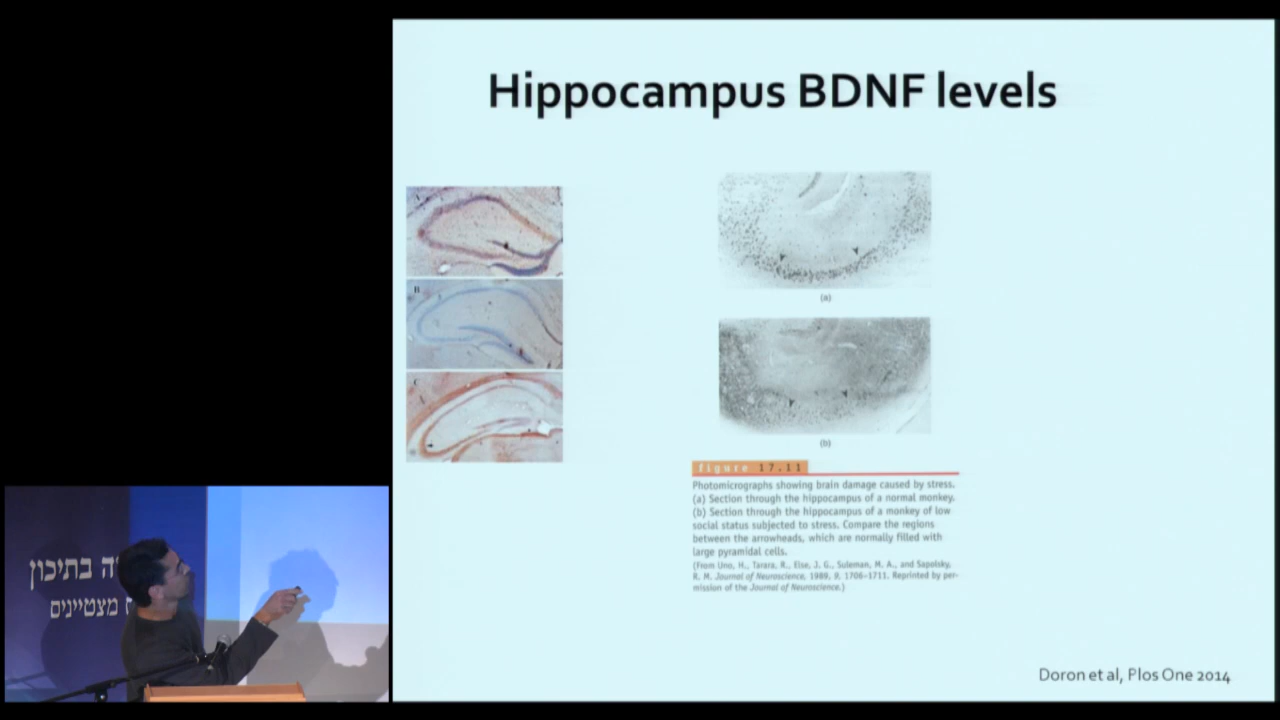 Hippocampus BDNF levels
B
C
(a)
(b)
figure 17.11
Photomicrographs showing brain damage caused by stress.
(a) Section through the hippocampus of a normal monkey.
(b) Section through the hippocampus of a monkey of low
social status subjected to stress. Compare the regions
between the arrowheads, which are normally filled with
large pyramidal cells.
(From Uno, H., Tarara, R., Else, J. G., Suleman, M. A., and Sapolsky,
R. M. Journal of Neuroscience, 1989, 9, 1706–1711. Reprinted by per-
mission of the Journal of Neuroscience.)
Doron et al, Plos One 2014
בתיכון
מצטיינים